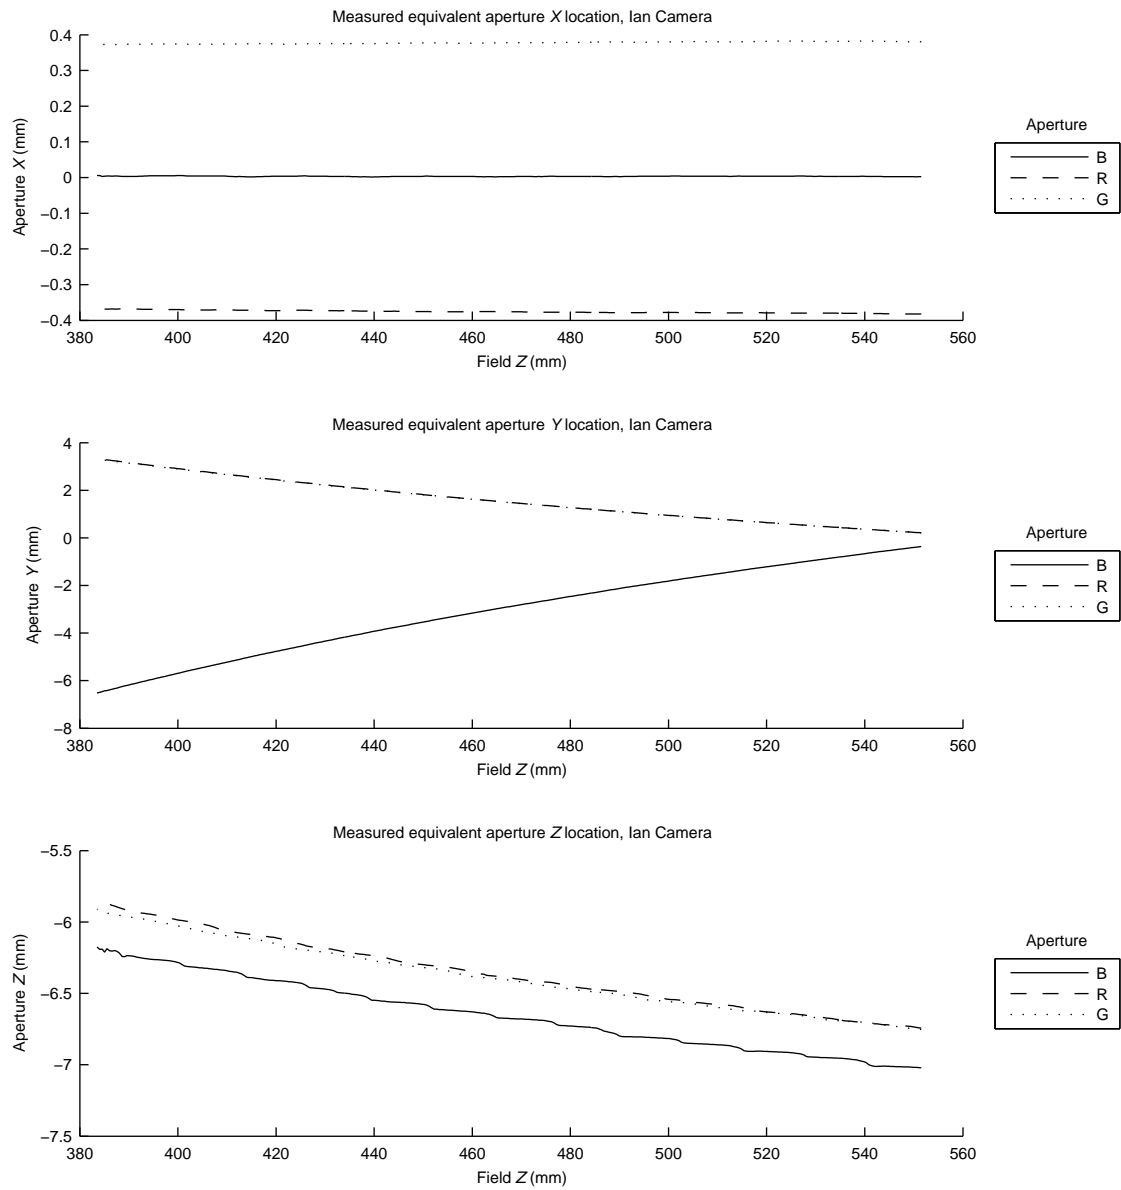 Measured equivalent aperture X location, Ian Camera
0.4
0.3
0.2
0.1
0
−0.1
−0.2
−0.3
−0.4
Aperture X (mm)
380 400 420 440 460 480 500 520 540 560
Field Z (mm)
Aperture
B
R
G
Measured equivalent aperture Y location, Ian Camera
4
2
0
−2
−4
−6
−8
Aperture Y (mm)
380 400 420 440 460 480 500 520 540 560
Field Z (mm)
Aperture
B
R
G
Measured equivalent aperture Z location, Ian Camera
−5.5
−6
−6.5
−7
−7.5
Aperture Z (mm)
380 400 420 440 460 480 500 520 540 560
Field Z (mm)
Aperture
B
R
G